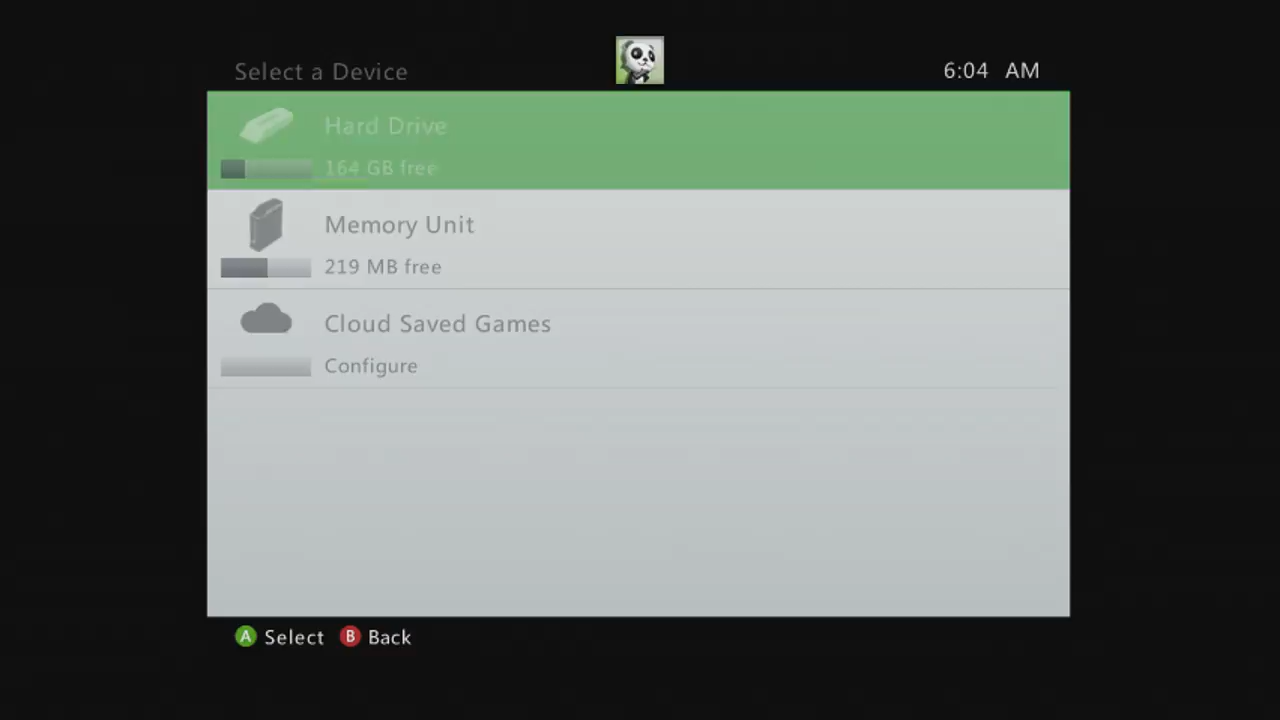 Select a Device
6:04 AM
Hard Drive
164 GB free
Memory Unit
219 MB free
Cloud Saved Games
Configure
A Select B Back